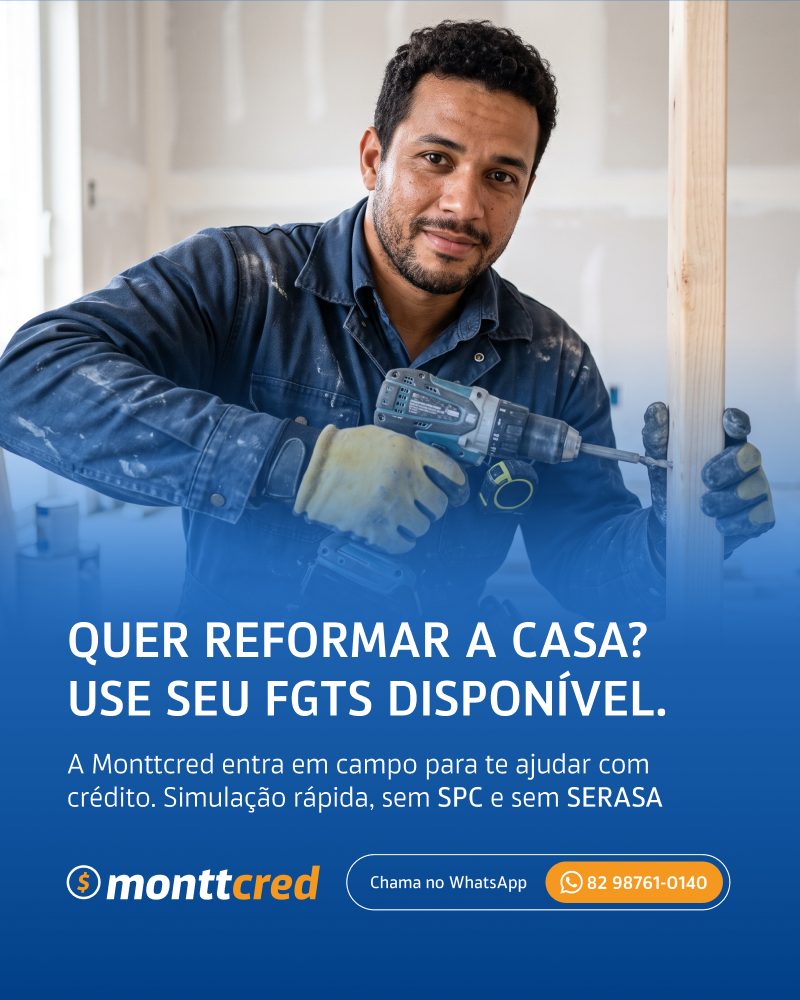 QUER REFORMAR A CASA?
USE SEU FGTS DISPONÍVEL.
A Monttcred entra em campo para te ajudar com
crédito. Simulação rápida, sem SPC e sem SERASA
$ monttcred
Chama no WhatsApp
82 98761-0140